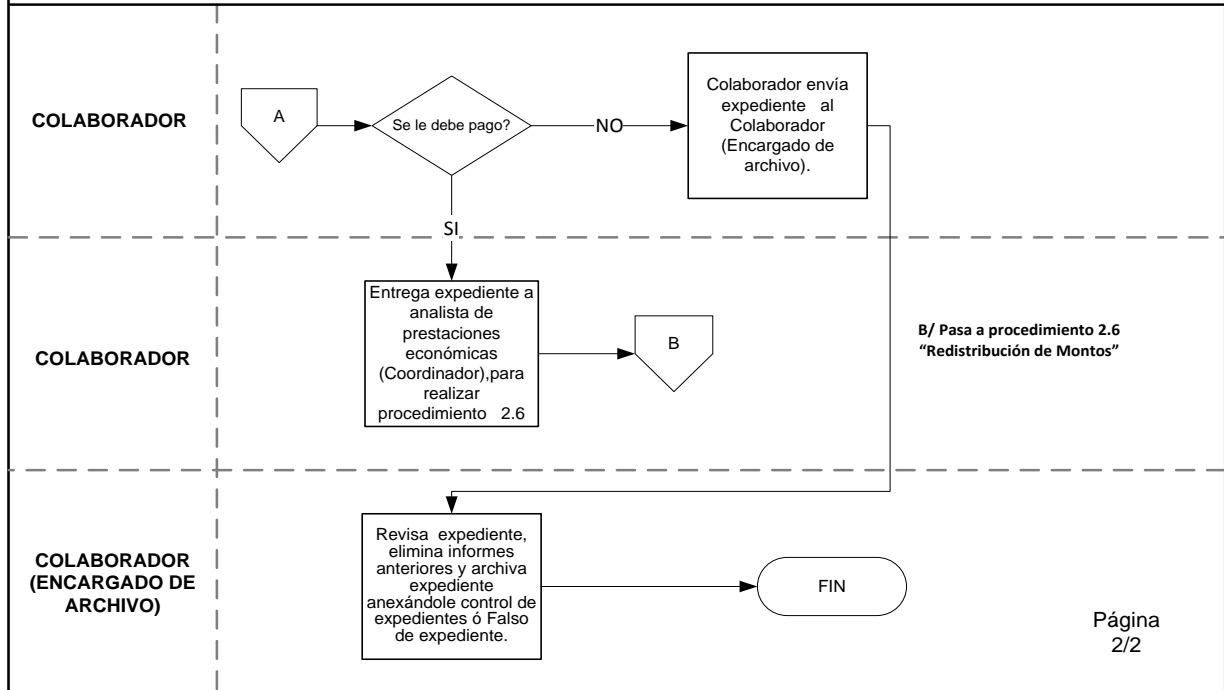 COLABORADOR
A
Se le debe pago?
NO
Colaborador envía
expediente al
Colaborador
(Encargado de
archivo).
SI
COLABORADOR
Entrega expediente a
analista de
prestaciones
económicas
(Coordinador),para
realizar
procedimiento 2.6
B
B/ Pasa a procedimiento 2.6
“Redistribución de Montos”
COLABORADOR
(ENCARGADO DE
ARCHIVO)
Revisa expediente,
elimina informes
anteriores y archiva
expediente
anexándole control de
expedientes ó Falso
de expediente.
FIN
Página
2/2